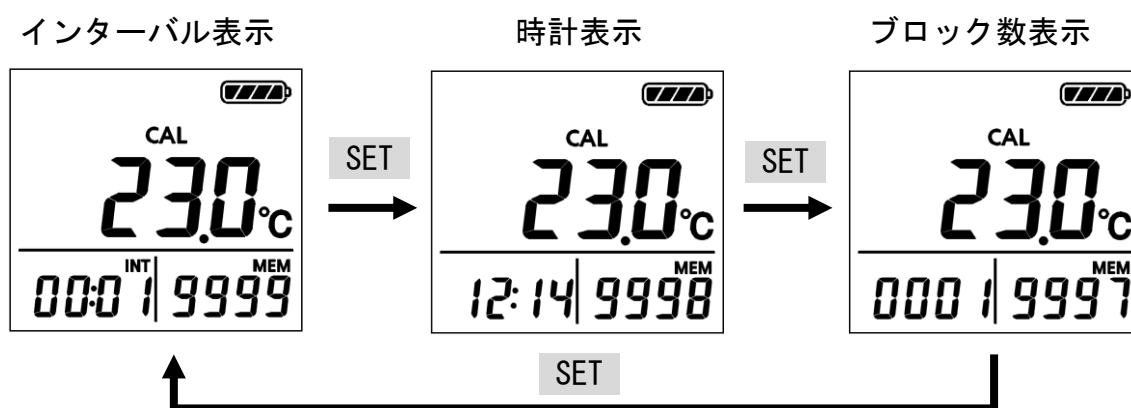 インターバル表示
時計表示
ブロック数表示
CAL
23.0℃
INT
00:01
MEM
9999
SET
CAL
23.0℃
12:14
MEM
9998
SET
CAL
23.0℃
0001
MEM
9997
SET